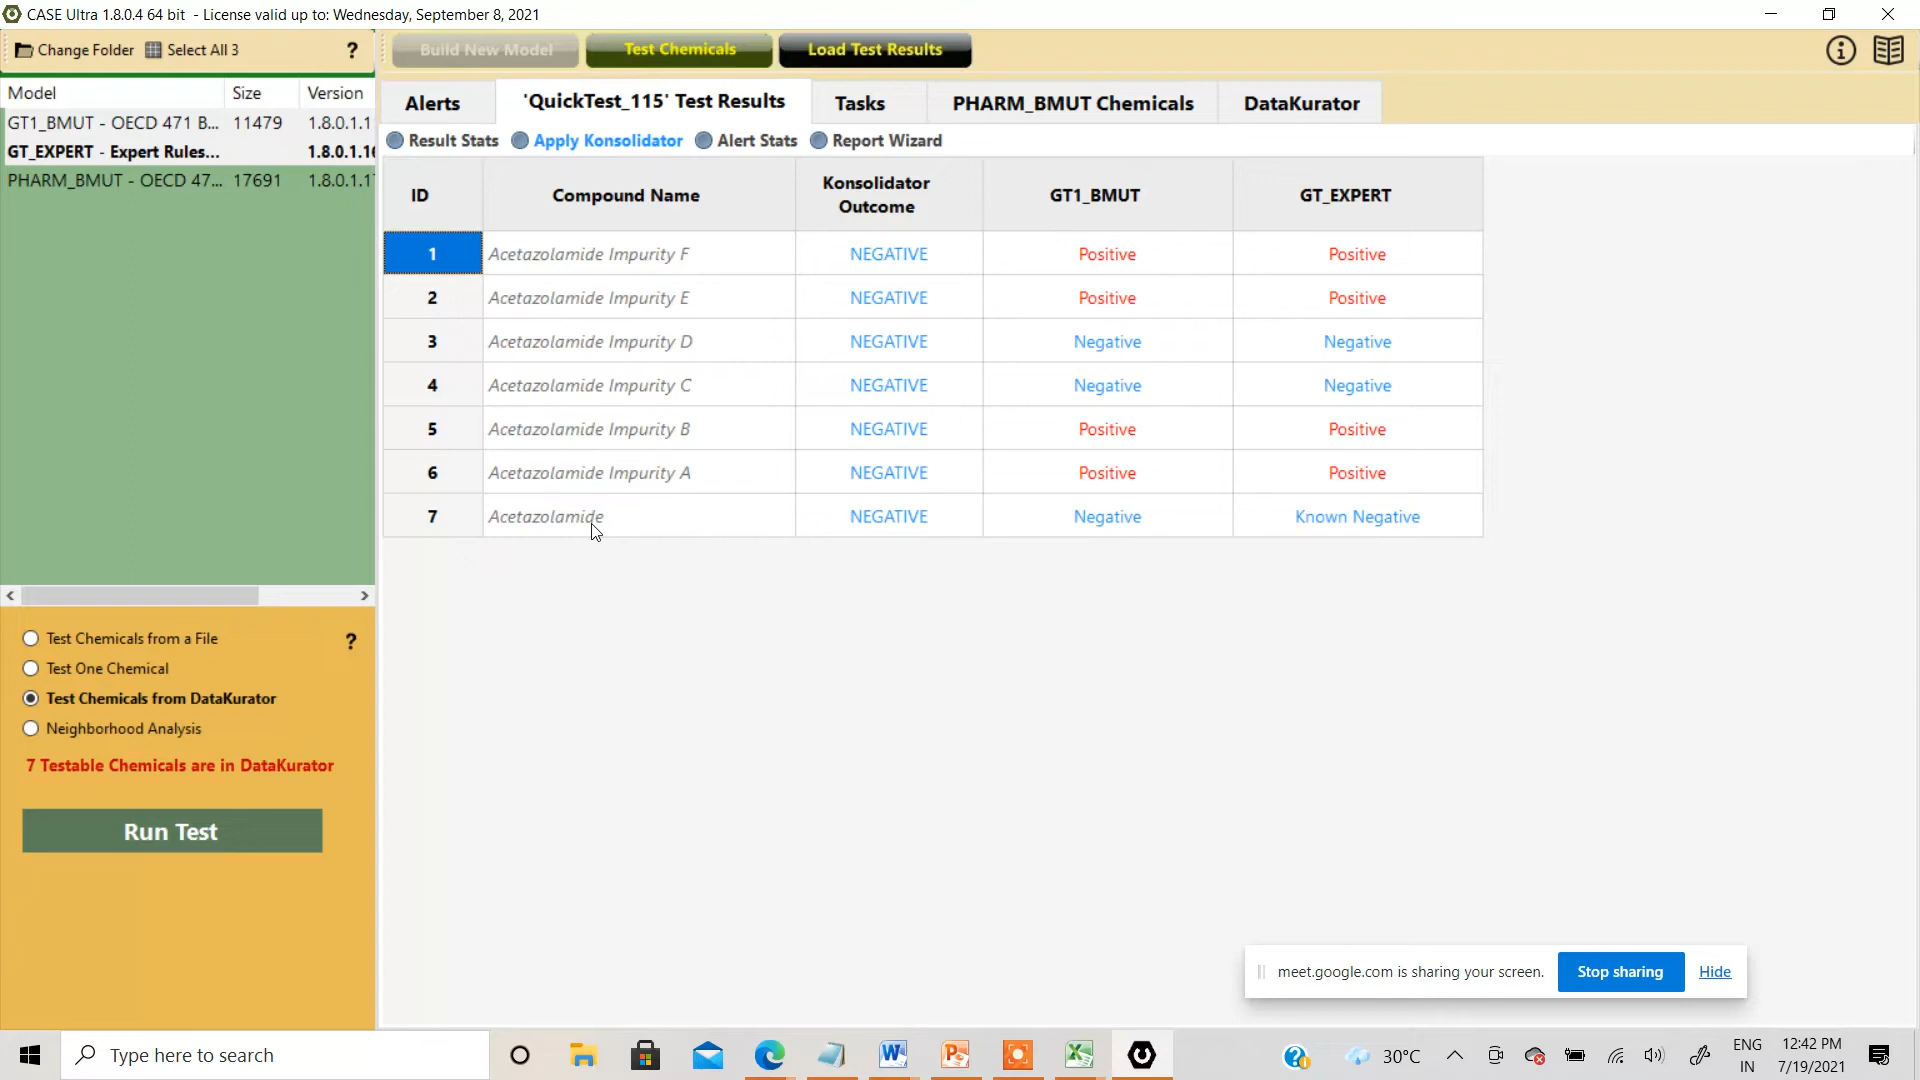 CASE Ultra 1.8.0.4 64 bit - License valid up to: Wednesday, September 8, 2021
Change Folder Select All 3 ?
Build New Model Test Chemicals Load Test Results
Model Size Version
GT1_BMUT - OECD 471 B... 11479 1.8.0.1.1
GT_EXPERT - Expert Rules... 1.8.0.1.16
PHARM_BMUT - OECD 47... 17691 1.8.0.1.1
Alerts 'QuickTest_115' Test Results Tasks PHARM_BMUT Chemicals DataKurator
Result Stats Apply Konsolidator Alert Stats Report Wizard
ID Compound Name Konsolidator Outcome GT1_BMUT GT_EXPERT
1 Acetazolamide Impurity F NEGATIVE Positive Positive
2 Acetazolamide Impurity E NEGATIVE Positive Positive
3 Acetazolamide Impurity D NEGATIVE Negative Negative
4 Acetazolamide Impurity C NEGATIVE Negative Negative
5 Acetazolamide Impurity B NEGATIVE Positive Positive
6 Acetazolamide Impurity A NEGATIVE Positive Positive
7 Acetazolamide NEGATIVE Negative Known Negative
Test Chemicals from a File ?
Test One Chemical
Test Chemicals from DataKurator
Neighborhood Analysis
7 Testable Chemicals are in DataKurator
Run Test
meet.google.com is sharing your screen. Stop sharing Hide
Type here to search
30°C
ENG
IN
12:42 PM
7/19/2021